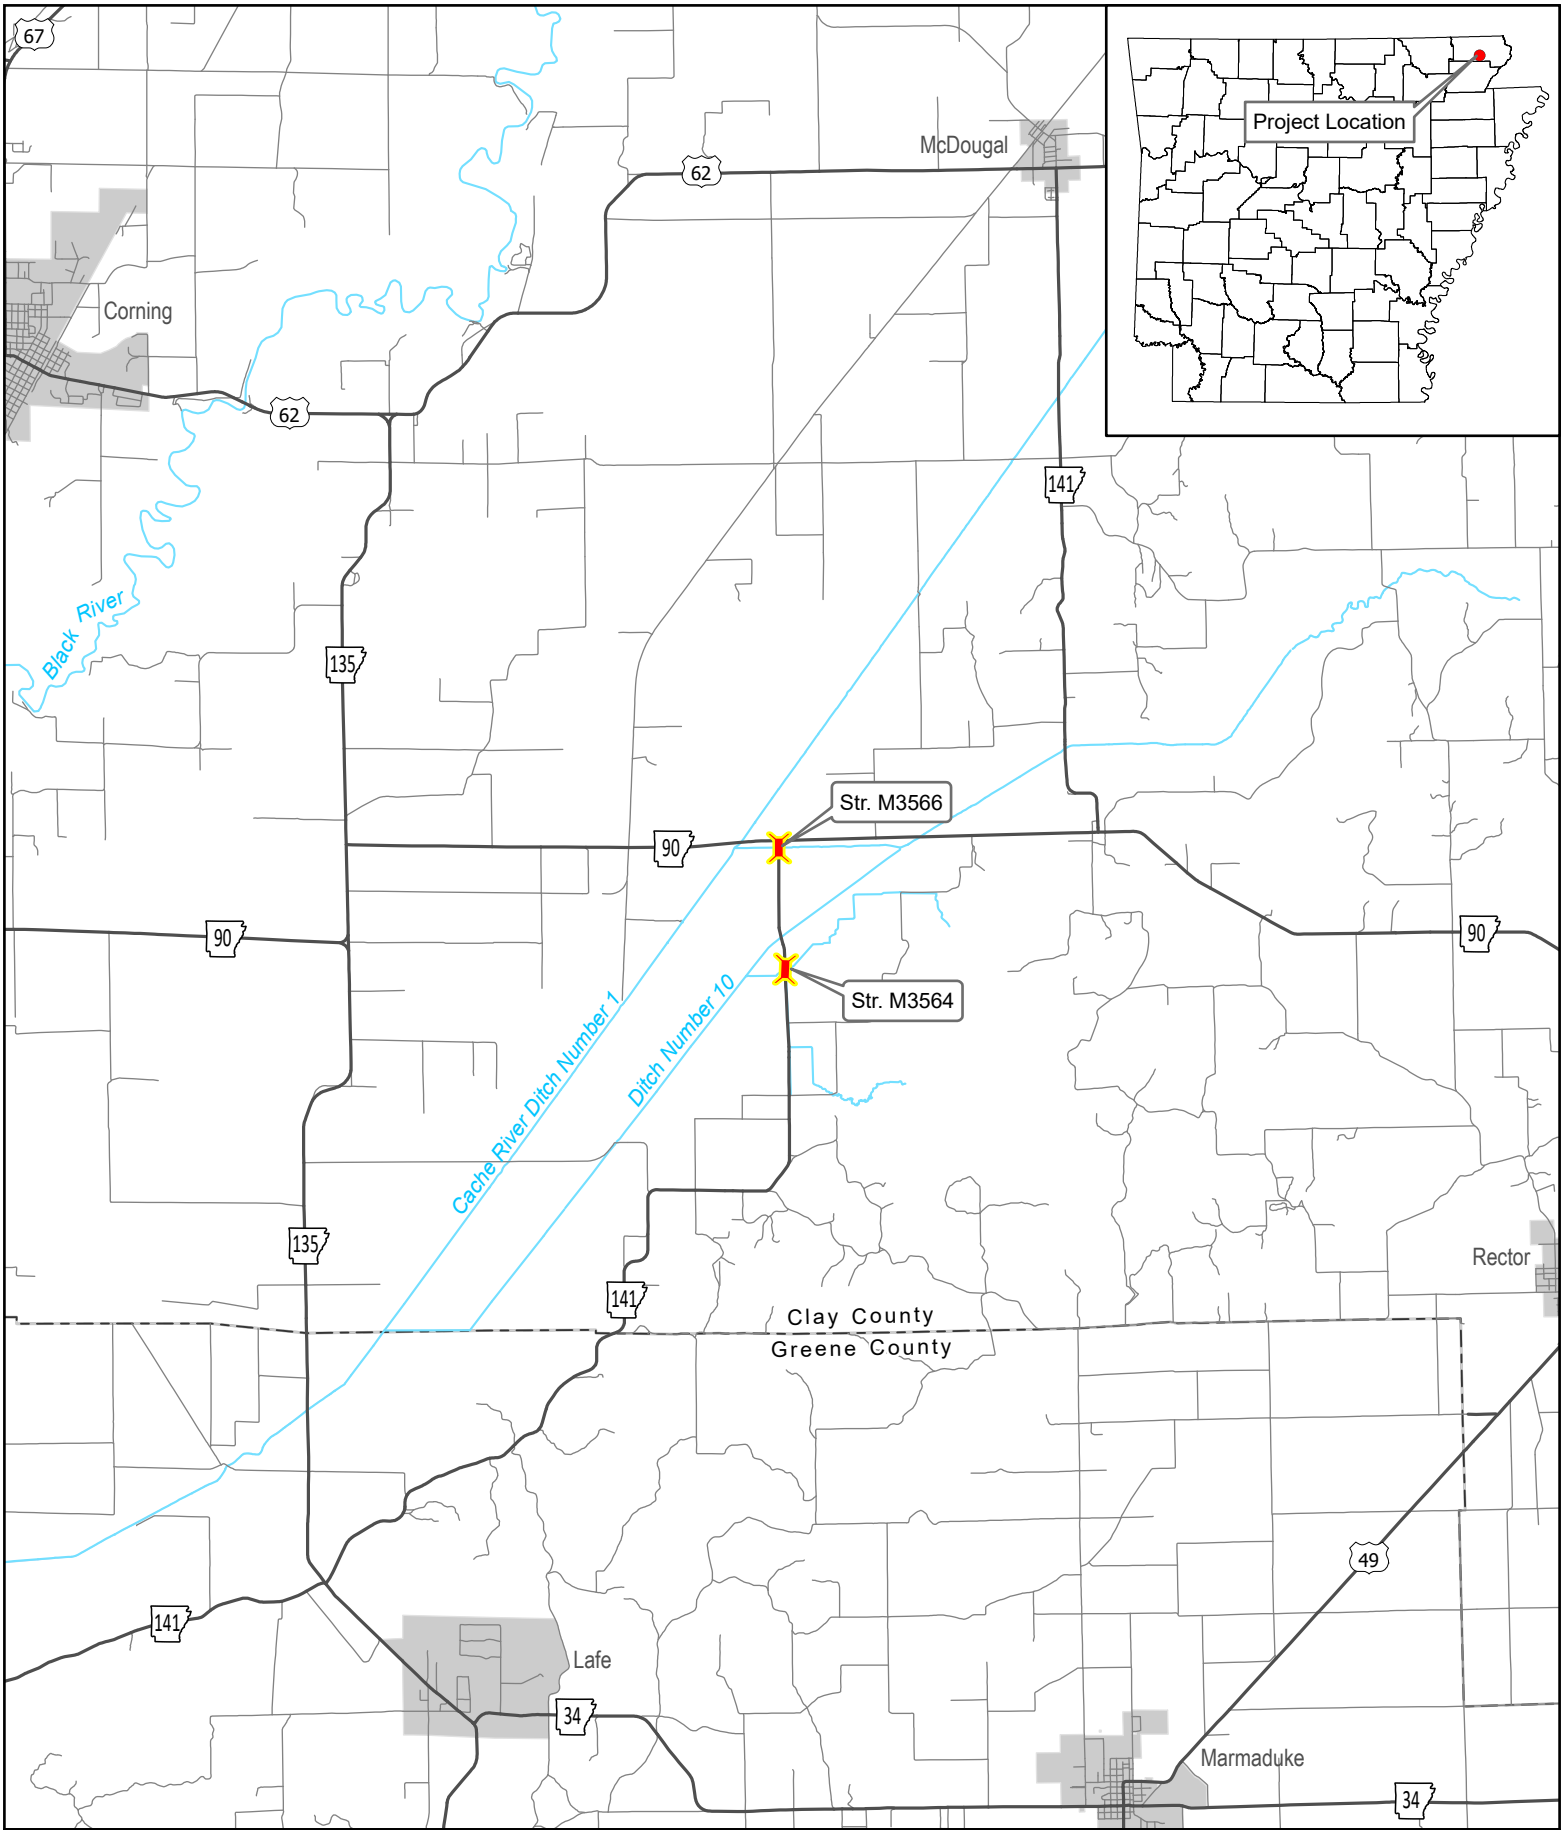 67
Project Location
McDougal
62
Corning
62
141
Black River
135
Str. M3566
90
90
90
Str. M3564
Cache River Ditch Number 1
Ditch Number 10
135
Rector
141
Clay County
Greene County
49
141
Lafe
34
Marmaduke
34